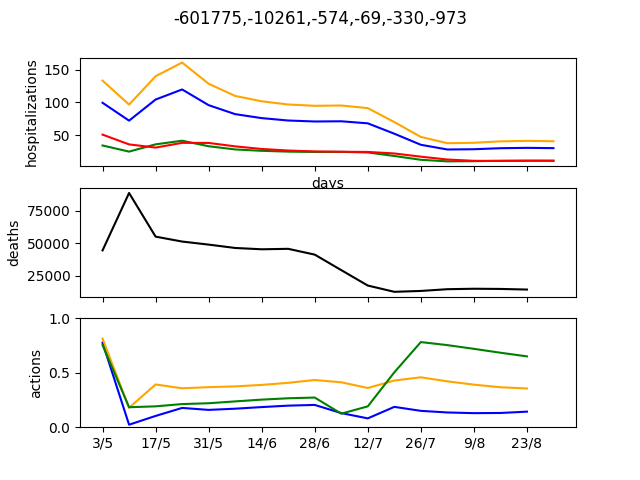 -601775,-10261,-574,-69,-330,-973
hospitalizations
150
100
50
days
deaths
75000
50000
25000
actions
1.0
0.5
0.0
3/5 17/5 31/5 14/6 28/6 12/7 26/7 9/8 23/8